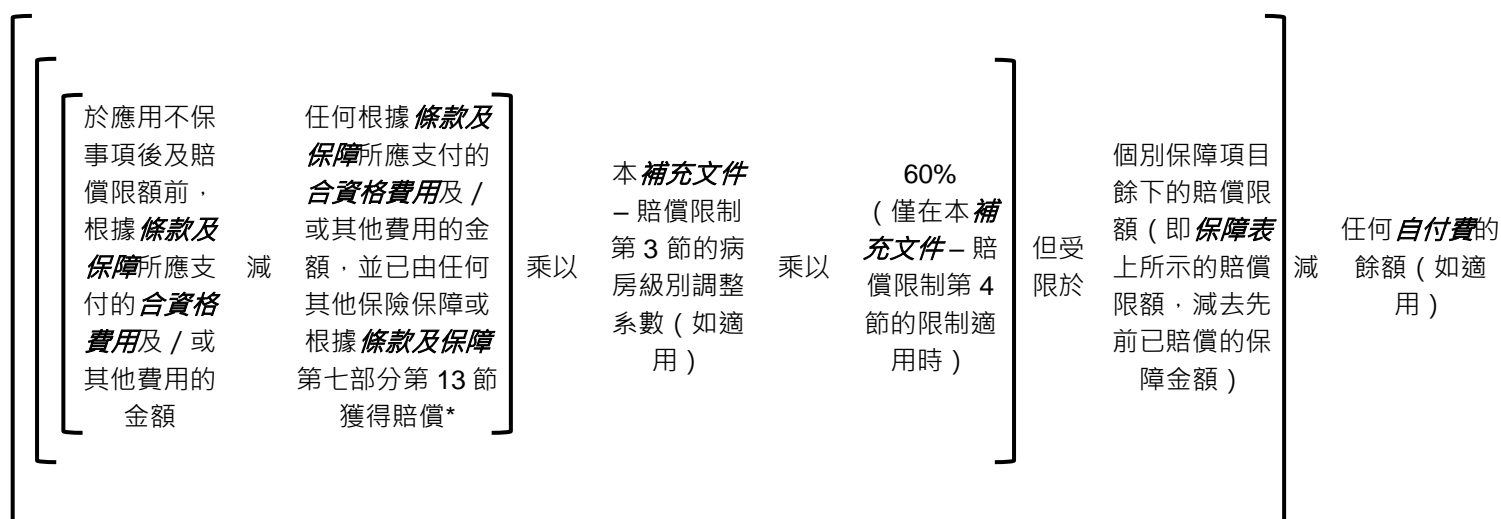 於應用不保
事項後及賠
償限額前，
根據條款及
保障所應支
付的合資格
費用及 / 或
其他費用的
金額
減
任何根據條款及
保障所應支付的
合資格費用及 /
或其他費用的金
額，並已由任何
其他保險保障或
根據條款及保障
第七部分第 13 節
獲得賠償*
乘以
本補充文件
– 賠償限制
第 3 節的病
房級別調整
系數（如適
用）
乘以
60%
（僅在本補
充文件 – 賠
償限制第 4
節的限制適
用時）
但受
限於
個別保障項目
餘下的賠償限
額（即保障表
上所示的賠償
限額，減去先
前已賠償的保
障金額）
減
任何自付費的
餘額（如適
用）